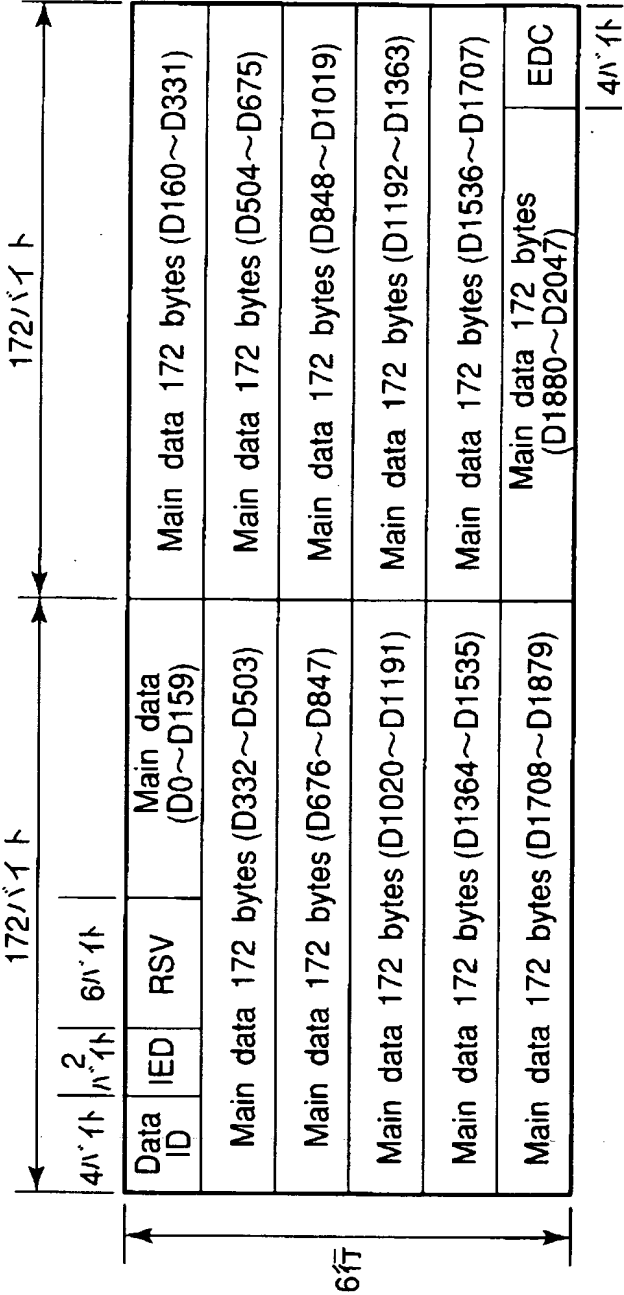 172バイト
172バイト
4バイト
2
バイト
6バイト
Data
ID
IED
RSV
Main data
(D0〜D159)
Main data 172 bytes (D160〜D331)
Main data 172 bytes (D332〜D503)
Main data 172 bytes (D504〜D675)
Main data 172 bytes (D676〜D847)
Main data 172 bytes (D848〜D1019)
Main data 172 bytes (D1020〜D1191)
Main data 172 bytes (D1192〜D1363)
Main data 172 bytes (D1364〜D1535)
Main data 172 bytes (D1536〜D1707)
Main data 172 bytes (D1708〜D1879)
Main data 172 bytes
(D1880〜D2047)
EDC
6行
4バイト